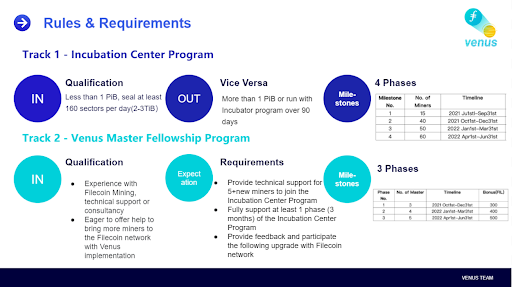 Rules & Requirements
venus
Track 1 - Incubation Center Program
IN
Qualification
Less than 1 PiB, seal at least
160 sectors per day(2-3TiB)
OUT
Vice Versa
More than 1 PiB or run with
Incubator program over 90
days
Mile-
stones
4 Phases
Milestone No. No. of Miners Timeline
1 15 2021 Jul1st-Sep31st
2 40 2021 Oct1st-Dec31st
3 50 2022 Jan1st-Mar31st
4 60 2022 Apr1st-Jun31st
Track 2 - Venus Master Fellowship Program
IN
Qualification
• Experience with
Filecoin Mining,
technical support or
consultancy
• Eager to offer help to
bring more miners to
the Filecoin network
with Venus
implementation
Expect
ation
Requirements
• Provide technical support for
5+new miners to join the
Incubation Center Program
• Fully support at least 1 phase (3
months) of the Incubation Center
Program
• Provide feedback and participate
the following upgrade with Filecoin
network
Mile-
stones
3 Phases
Phase No. No. of Master Timeline Bonus(FIL)
1 3 2021 Oct1st-Dec31st 300
2 4 2022 Jan1st-Mar31st 400
3 5 2022 Apr1st-Jun31st 500
VENUS TEAM